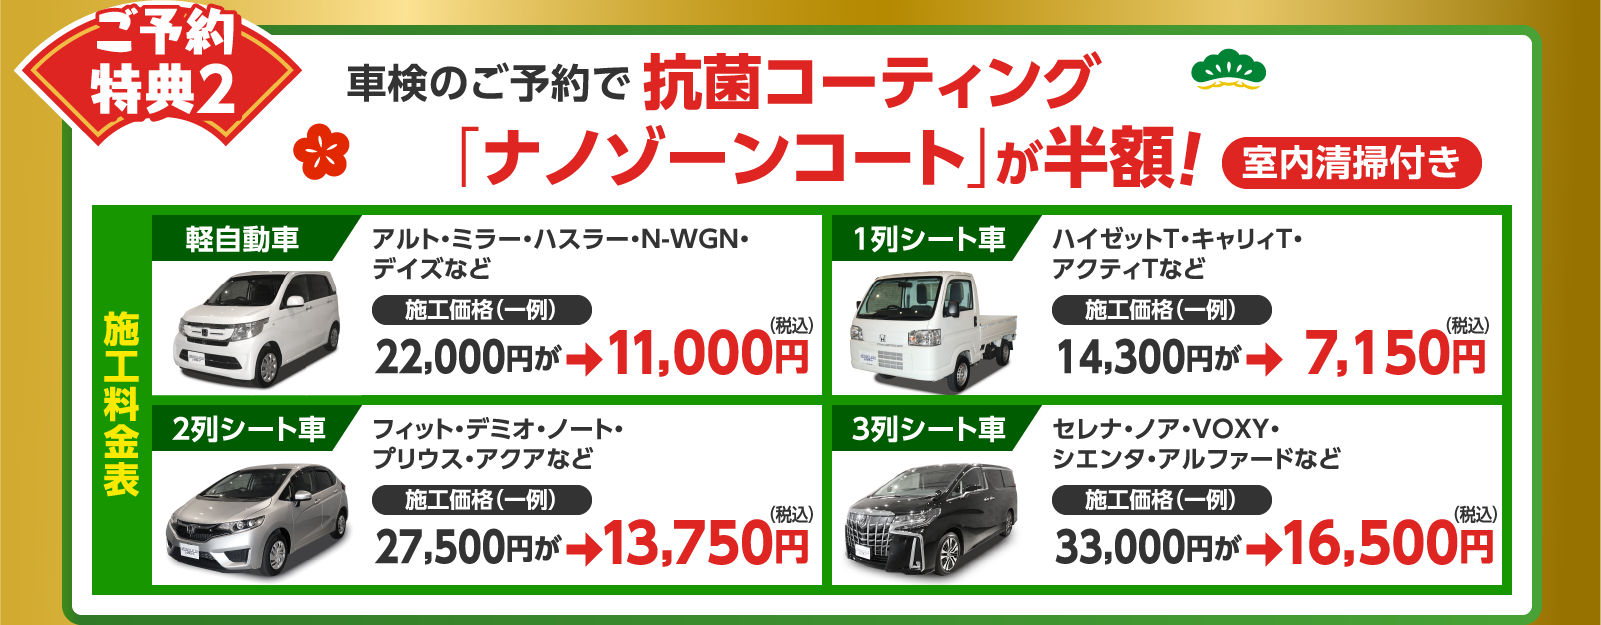 ご予約
特典2
車検のご予約で 抗菌コーティング
「ナノゾーンコート」が半額!
室内清掃付き
施工料金表
軽自動車
アルト・ミラー・ハスラー・N-WGN・
デイズなど
施工価格(一例)
22,000円が➡11,000円(税込)
1列シート車
ハイゼットT・キャリィT・
アクティTなど
施工価格(一例)
14,300円が➡7,150円(税込)
2列シート車
フィット・デミオ・ノート・
プリウス・アクアなど
施工価格(一例)
27,500円が➡13,750円(税込)
3列シート車
セレナ・ノア・VOXY・
シエンタ・アルファードなど
施工価格(一例)
33,000円が➡16,500円(税込)